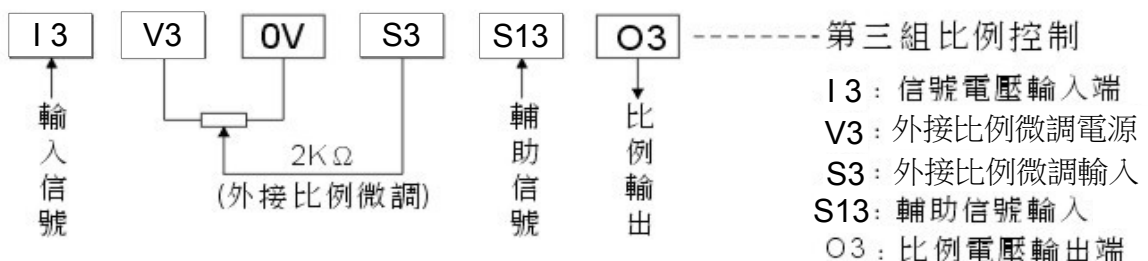 I 3 V3 0V S3 S13 O3 --------第三組比例控制
輸入信號
2KΩ
(外接比例微調)
輔助信號
比例輸出
I 3：信號電壓輸入端
V3：外接比例微調電源
S3：外接比例微調輸入
S13：輔助信號輸入
O3：比例電壓輸出端